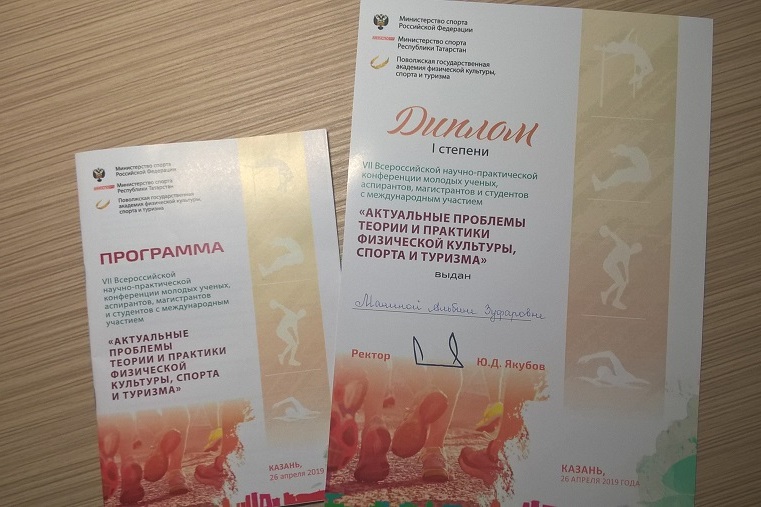 Министерство спорта
Российской Федерации
Министерство спорта
Республики Татарстан
Поволжская государственная
академия физической культуры,
спорта и туризма
ПРОГРАММА
VII Всероссийской
научно-практической
конференции молодых ученых,
аспирантов, магистрантов
и студентов с международным
участием
«АКТУАЛЬНЫЕ
ПРОБЛЕМЫ
ТЕОРИИ И ПРАКТИКИ
ФИЗИЧЕСКОЙ
КУЛЬТУРЫ, СПОРТА
И ТУРИЗМА»
КАЗАНЬ,
26 апреля 2019
Министерство спорта
Российской Федерации
Министерство спорта
Республики Татарстан
Поволжская государственная
академия физической культуры,
спорта и туризма
Диплом
I степени
VII Всероссийской научно-практической
конференции молодых ученых,
аспирантов, магистрантов и студентов
с международным участием
«АКТУАЛЬНЫЕ ПРОБЛЕМЫ
ТЕОРИИ И ПРАКТИКИ
ФИЗИЧЕСКОЙ КУЛЬТУРЫ,
СПОРТА И ТУРИЗМА»
выдан
Альбине Зуфаровне
Ректор Ю.Д. Якубов
КАЗАНЬ,
26 АПРЕЛЯ 2019 ГОДА